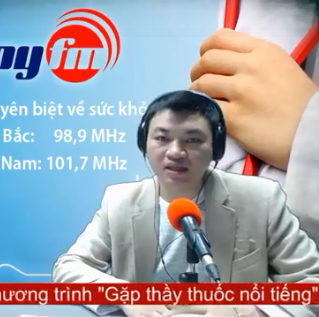 fm
yên biệt về sức khỏ
Bắc: 98,9 MHz
Nam: 101,7 MHz
hương trình "Gặp thầy thuốc nổi tiếng"